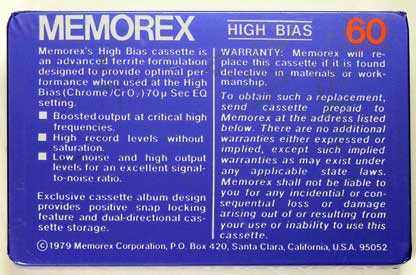 MEMOREX
HIGH BIAS
60
Memorex's High Bias cassette is
an advanced ferrite formulation
designed to provide optimal per-
formance when used at the High
Bias (Chrome/CrO₂) 70 μ Sec EQ
setting.
■ Boosted output at critical high
frequencies.
■ High record levels without
saturation.
■ Low noise and high output
levels for an excellent signal-
to-noise ratio.
Exclusive cassette album design
provides positive snap locking
feature and dual-directional cas-
sette storage.
WARRANTY: Memorex will re-
place this cassette if it is found
defective in materials or work-
manship.
To obtain such a replacement,
send cassette prepaid to
Memorex at the address listed
below. There are no additional
warranties either expressed or
implied, except such implied
warranties as may exist under
any applicable state laws.
Memorex shall not be liable to
you for any incidental or con-
sequential loss or damage
arising out of or resulting from
your use or inability to use this
cassette.
©1979 Memorex Corporation, P.O. Box 420, Santa Clara, California, U.S.A. 95052